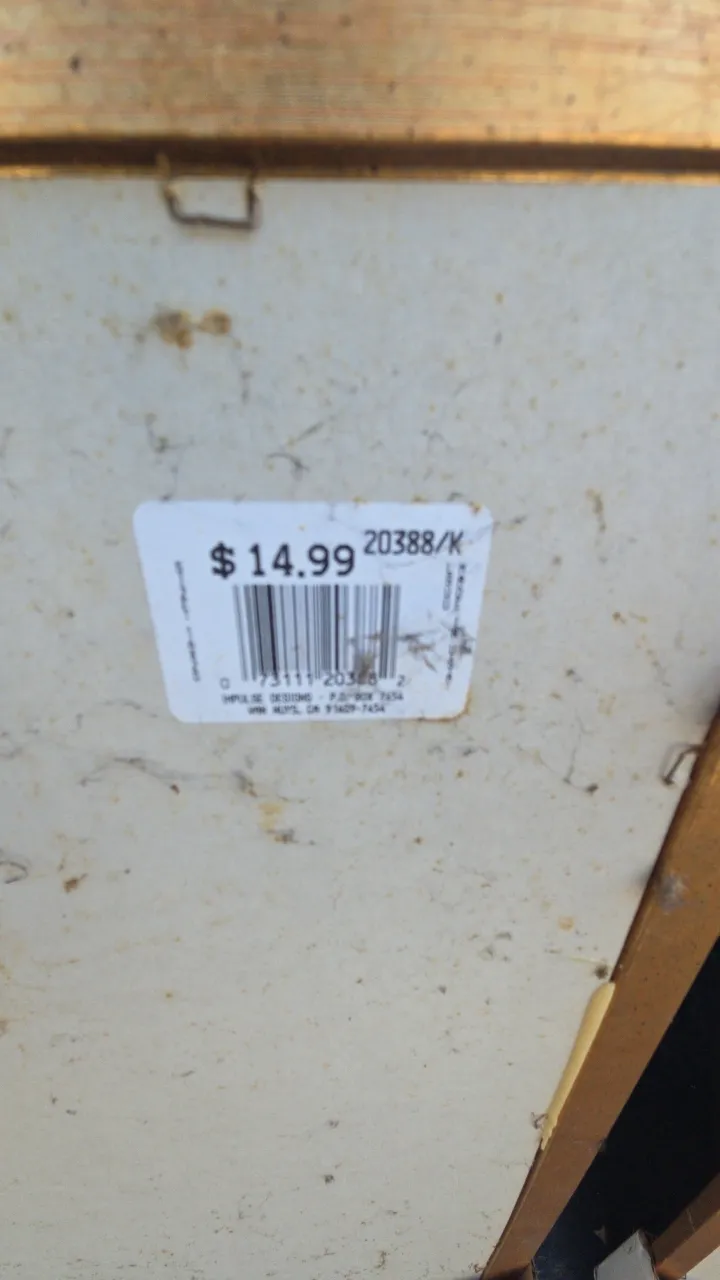 $14.99 20388/K
0 73111 20388 2
IMPULSE DESIGNS - P.O. BOX 7454
VAN NUYS, CA 91409-7454